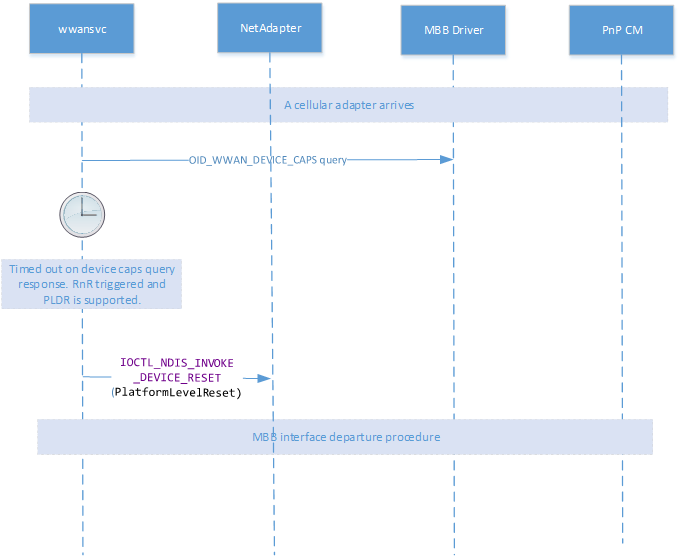 wwansvc
NetAdapter
MBB Driver
PnP CM
A cellular adapter arrives
OID_WWAN_DEVICE_CAPS query
Timed out on device caps query
response. RnR triggered and
PLDR is supported.
IOCTL_NDIS_INVOKE
_DEVICE_RESET
(PlatformLevelReset)
MBB interface departure procedure